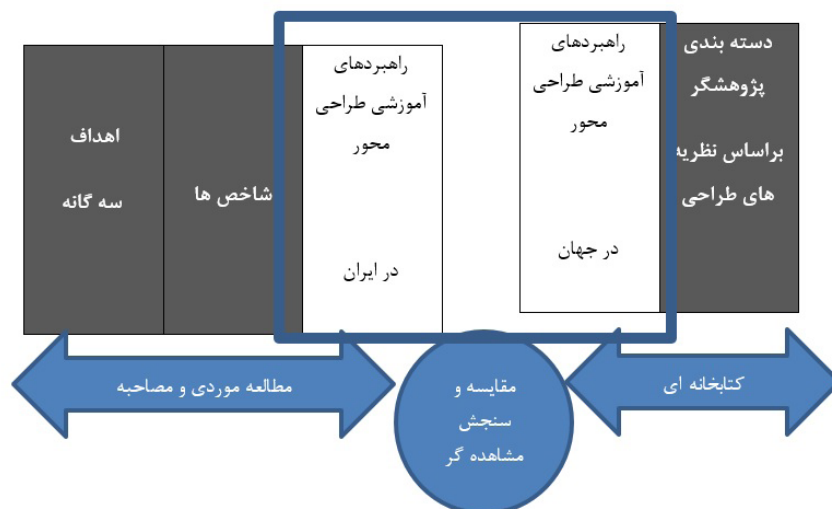 دسته بندی
پژوهشگر
براساس نظریه
های طراحی
راهبردهای
آموزشی طراحی
محور
در جهان
راهبردهای
آموزشی طراحی
محور
در ایران
شاخص ها
اهداف
سه گانه
کتابخانه ای
مقایسه و
سنجش
مشاهده گر
مطالعه موردی و مصاحبه